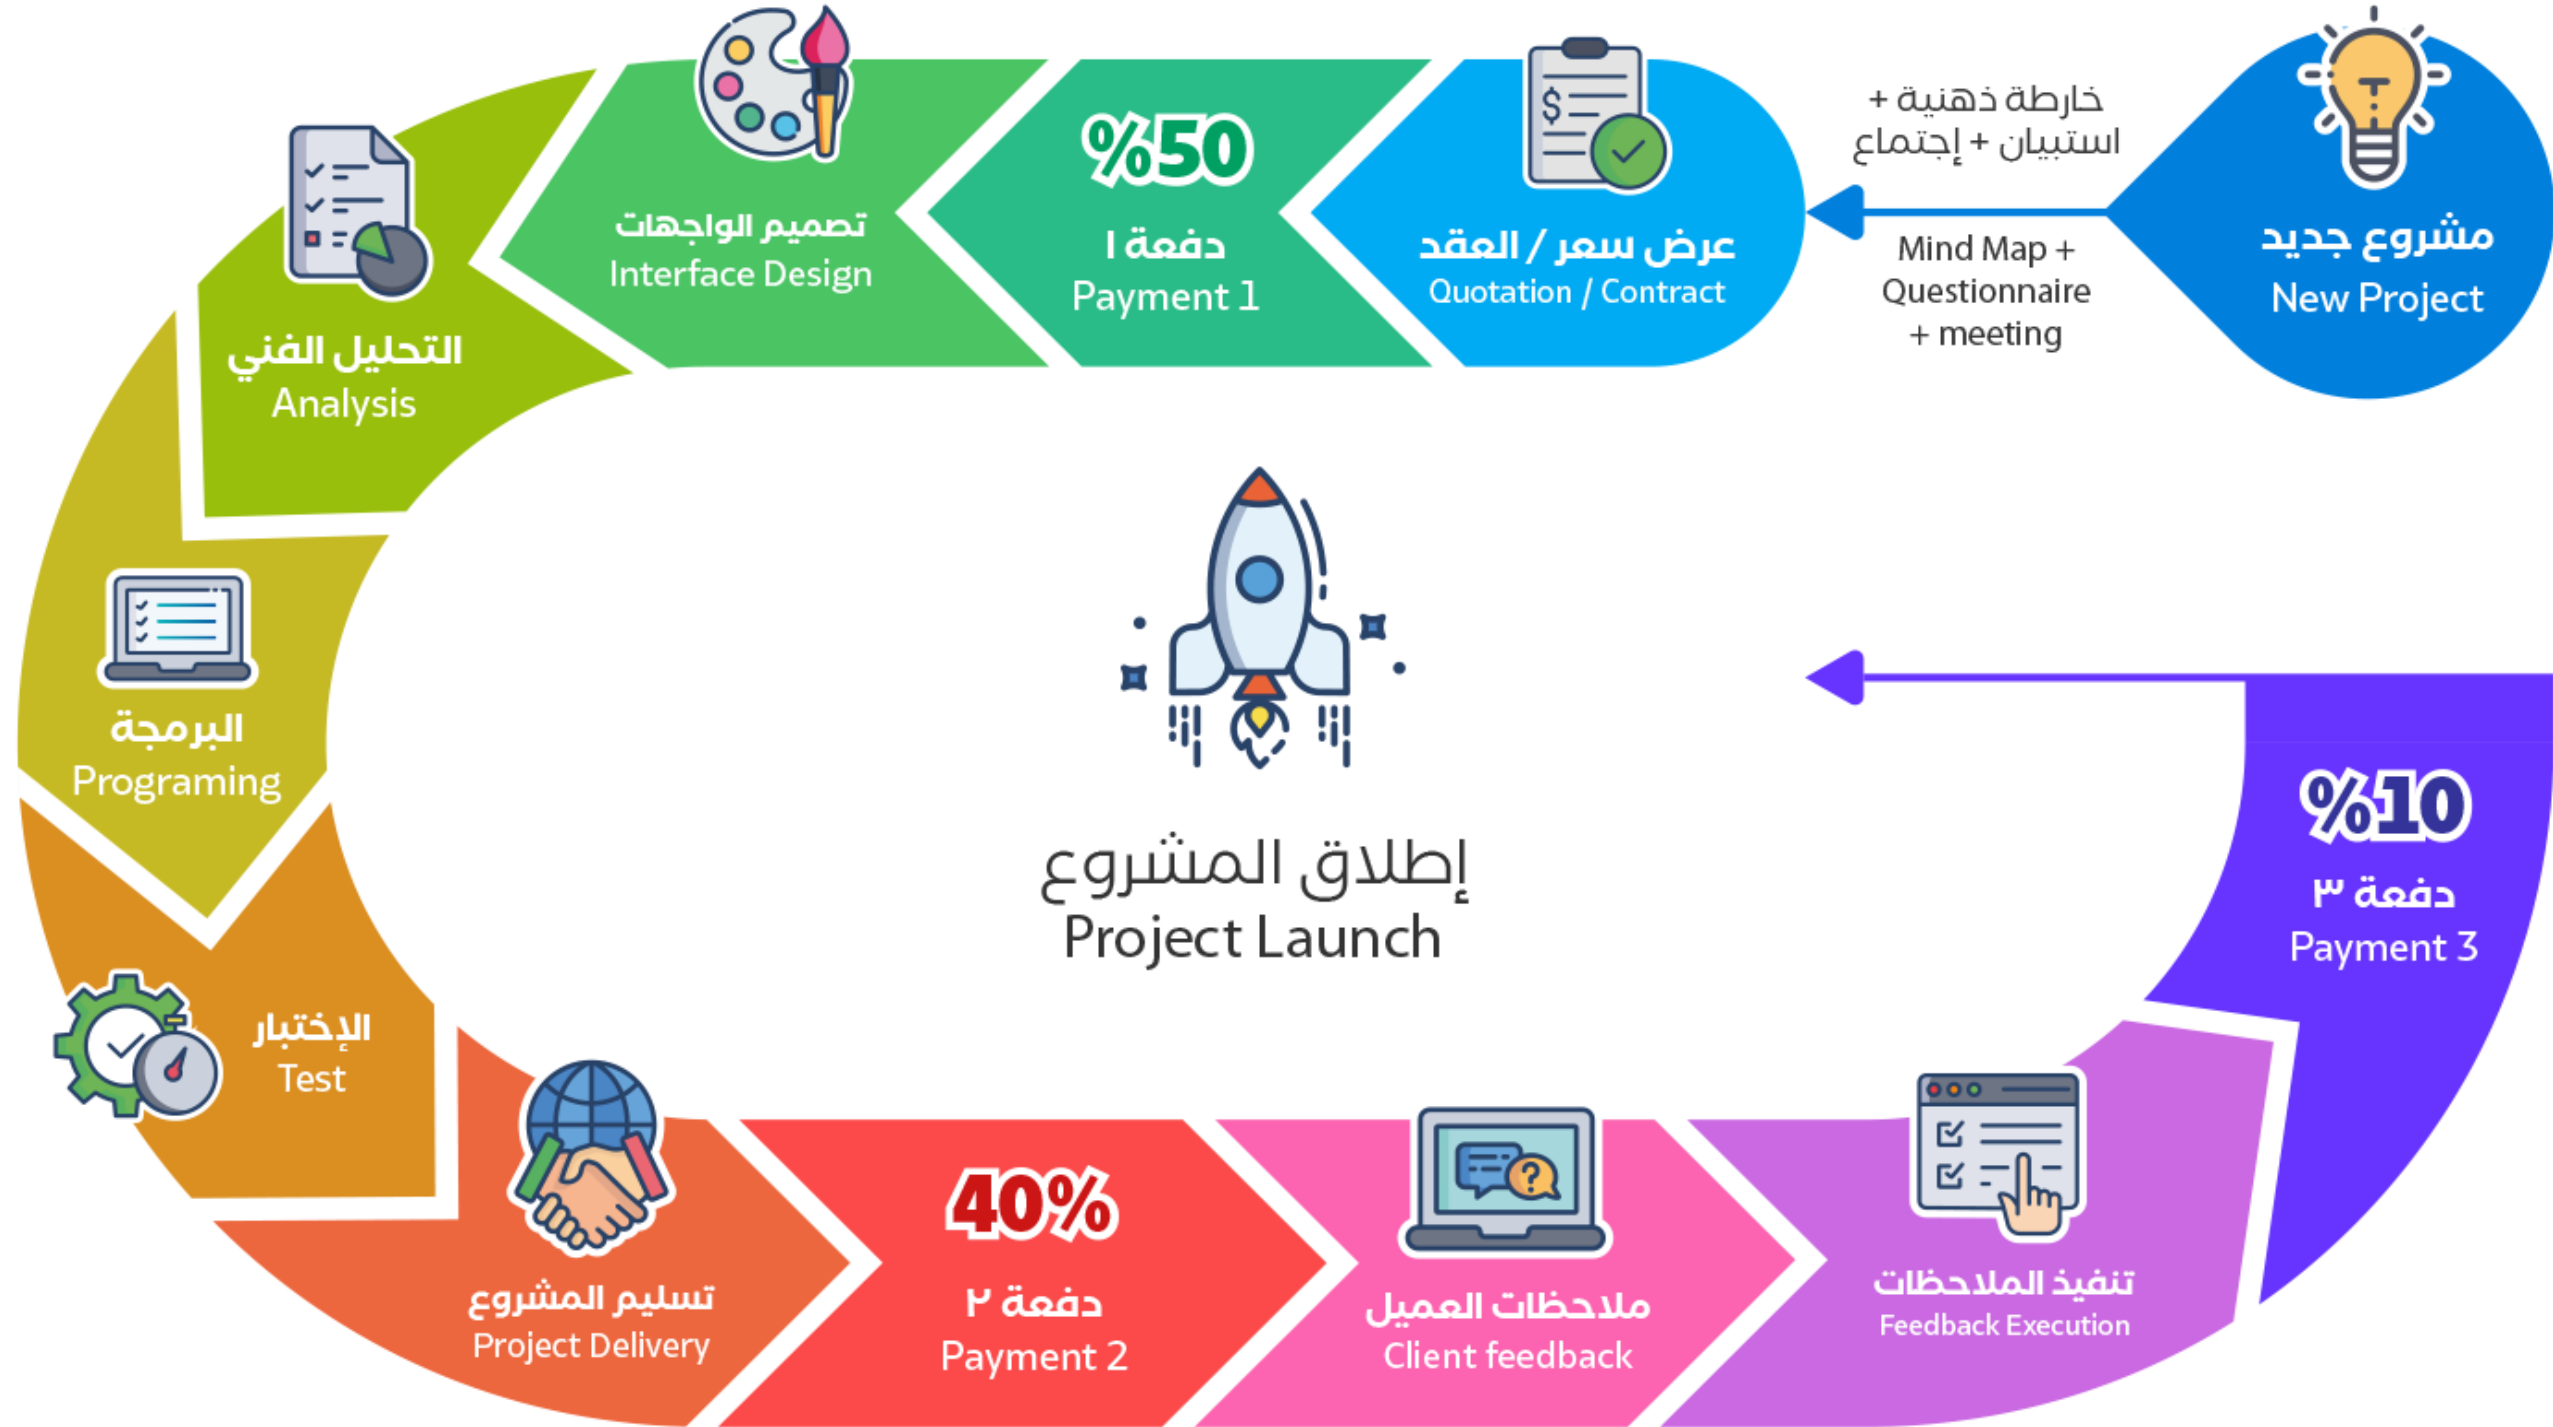 مشروع جديد
New Project
خارطة ذهنية +
استبيان + إجتماع
Mind Map +
Questionnaire
+ meeting
$
عرض سعر / العقد
Quotation / Contract
%50
دفعة ١
Payment 1
تصميم الواجهات
Interface Design
التحليل الفني
Analysis
البرمجة
Programing
الإختبار
Test
تسليم المشروع
Project Delivery
40%
دفعة ٢
Payment 2
?
ملاحظات العميل
Client feedback
تنفيذ الملاحظات
Feedback Execution
%10
دفعة ٣
Payment 3
إطلاق المشروع
Project Launch